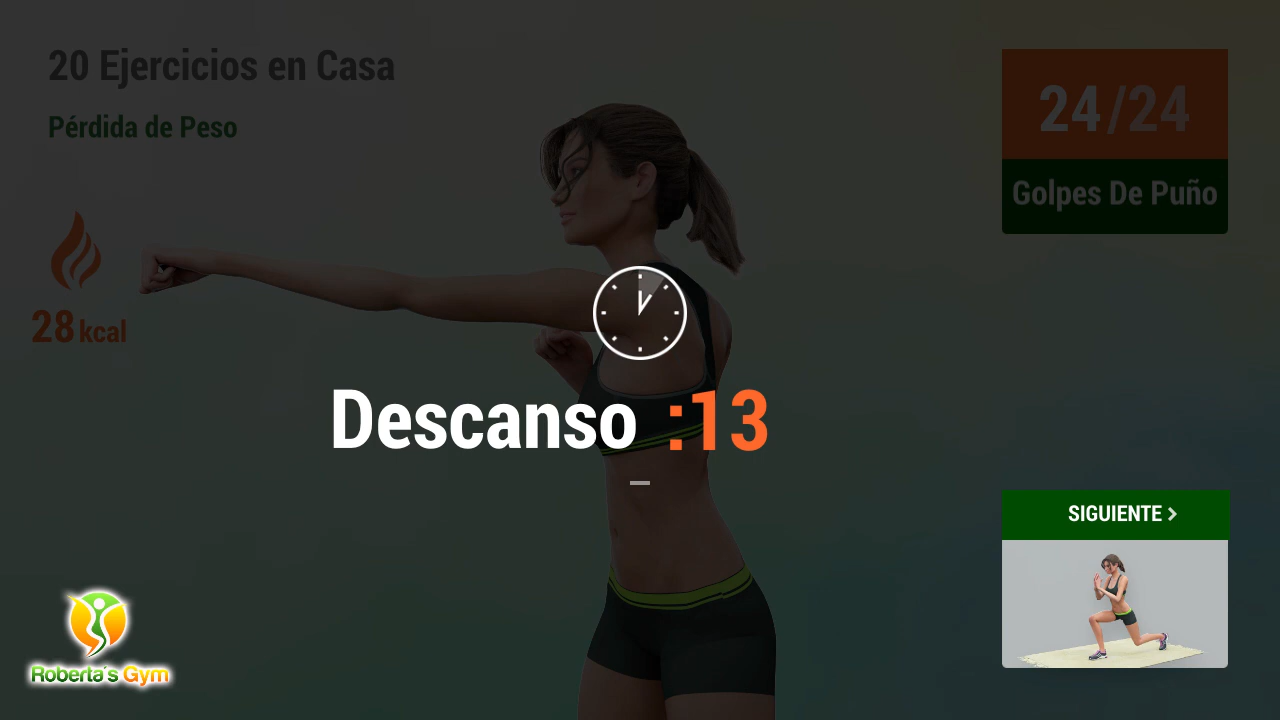 20 Ejercicios en Casa
Pérdida de Peso
24/24
Golpes De Puño
28 kcal
Descanso :13
SIGUIENTE >
Roberta's Gym